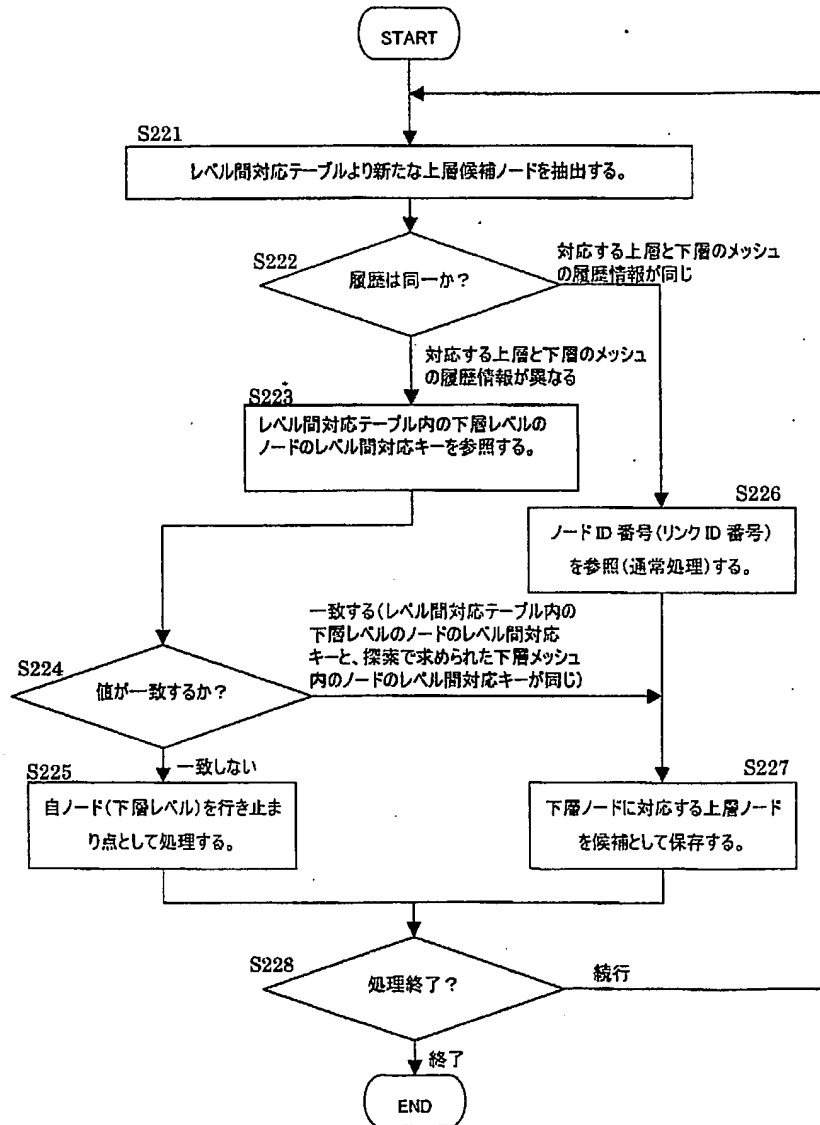 START
S221
レベル間対応テーブルより新たな上層候補ノードを抽出する。
S222
履歴は同一か？
対応する上層と下層のメッシュ
の履歴情報が同じ
対応する上層と下層のメッシュ
の履歴情報が異なる
S223
レベル間対応テーブル内の下層レベルの
ノードのレベル間対応キーを参照する。
S226
ノード ID 番号(リンク ID 番号)
を参照(通常処理)する。
一致する(レベル間対応テーブル内の
下層レベルのノードのレベル間対応
キーと、探索で求められた下層メッシュ
内のノードのレベル間対応キーが同じ)
S224
値が一致するか？
一致しない
S225
自ノード(下層レベル)を行き止ま
り点として処理する。
S227
下層ノードに対応する上層ノード
を候補として保存する。
S228
処理終了？
続行
終了
END